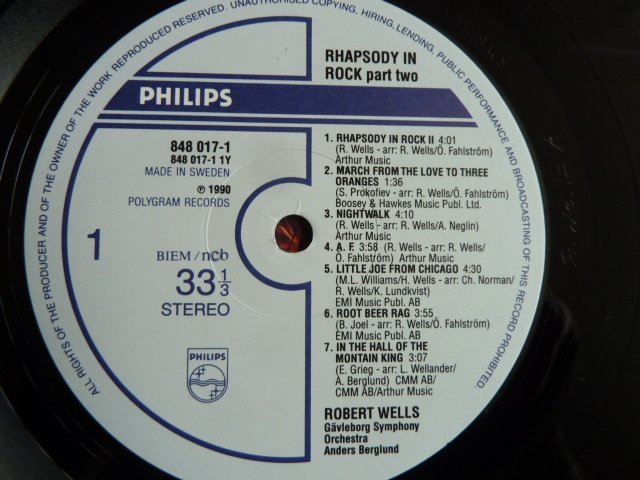 ALL RIGHTS OF THE PRODUCER AND OF THE OWNER OF THE WORK REPRODUCED RESERVED. UNAUTHORISED COPYING, HIRING, LENDING, PUBLIC PERFORMANCE AND BROADCASTING OF THIS RECORD PROHIBITED.
RHAPSODY IN
ROCK part two
PHILIPS
848 017-1
848 017-1 1Y
MADE IN SWEDEN
℗ 1990
POLYGRAM RECORDS
1
BIEM/ncb
33 1/3
STEREO
PHILIPS
1. RHAPSODY IN ROCK II 4:01
(R. Wells - arr: R. Wells/Ö. Fahlström)
Arthur Music
2. MARCH FROM THE LOVE TO THREE
ORANGES 1:36
(S. Prokofiev - arr: R. Wells/Ö. Fahlström)
Boosey & Hawkes Music Publ. Ltd.
3. NIGHTWALK 4:10
(R. Wells - arr: R. Wells/A. Neglin)
Arthur Music
4. A. F. 3:58 (R. Wells - arr: R. Wells/
Ö. Fahlström) Arthur Music
5. LITTLE JOE FROM CHICAGO 4:30
(M.L. Williams/H. Wells - arr: Ch. Norman/
R. Wells/K. Lundkvist)
EMI Music Publ. AB
6. ROOT BEER RAG 3:55
(B. Joel - arr: R. Wells/Ö. Fahlström)
EMI Music Publ. AB
7. IN THE HALL OF THE
MONTAIN KING 3:07
(E. Grieg - arr: L. Wellander/
A. Berglund) CMM AB/
CMM AB/Arthur Music
ROBERT WELLS
Gävleborg Symphony
Orchestra
Anders Berglund